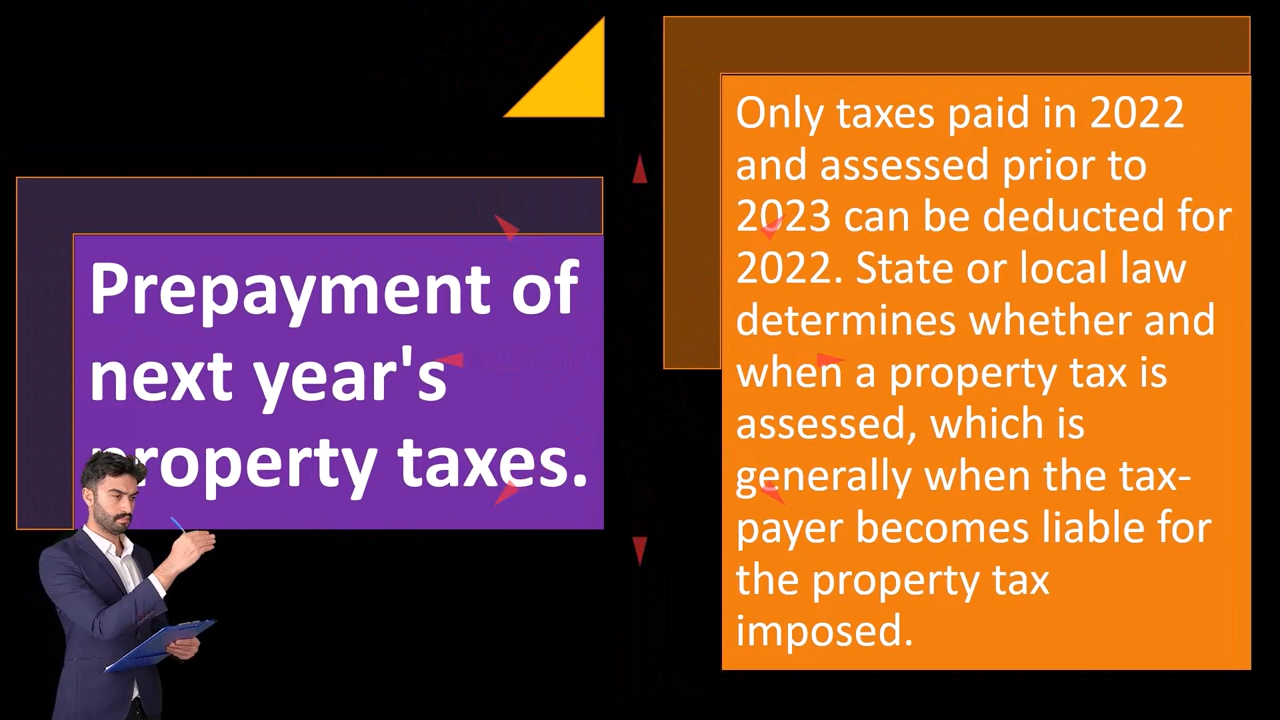 Prepayment of
next year's
property taxes.
Only taxes paid in 2022
and assessed prior to
2023 can be deducted for
2022. State or local law
determines whether and
when a property tax is
assessed, which is
generally when the tax-
payer becomes liable for
the property tax
imposed.